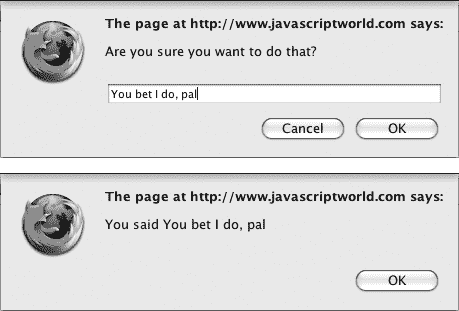 The page at http://www.javascriptworld.com says:
Are you sure you want to do that?
You bet I do, pal
Cancel
OK
The page at http://www.javascriptworld.com says:
You said You bet I do, pal
OK